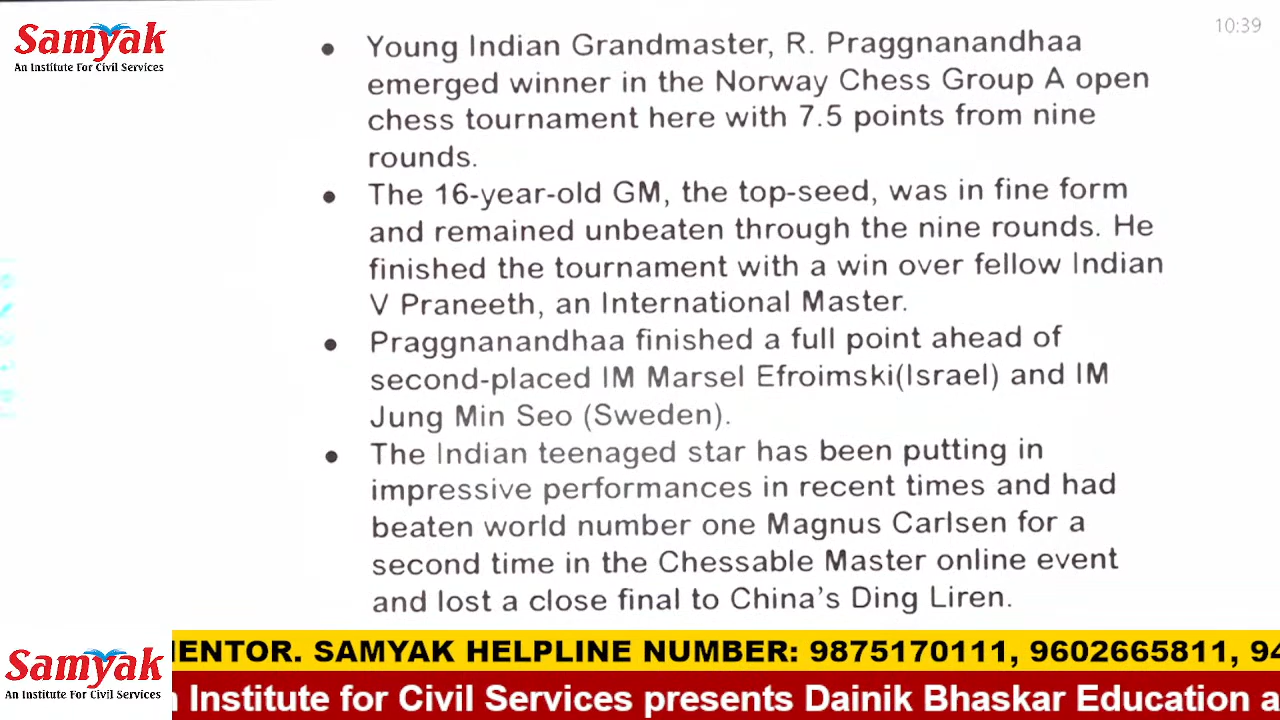 Samyak
An Institute For Civil Services
10:39
• Young Indian Grandmaster, R. Praggnanandhaa
emerged winner in the Norway Chess Group A open
chess tournament here with 7.5 points from nine
rounds.
• The 16-year-old GM, the top-seed, was in fine form
and remained unbeaten through the nine rounds. He
finished the tournament with a win over fellow Indian
V Praneeth, an International Master.
• Praggnanandhaa finished a full point ahead of
second-placed IM Marsel Efroimski(Israel) and IM
Jung Min Seo (Sweden).
• The Indian teenaged star has been putting in
impressive performances in recent times and had
beaten world number one Magnus Carlsen for a
second time in the Chessable Master online event
and lost a close final to China's Ding Liren.
Samyak
An Institute For Civil Services
ENTOR. SAMYAK HELPLINE NUMBER: 9875170111, 9602665811, 94
n Institute for Civil Services presents Dainik Bhaskar Education a